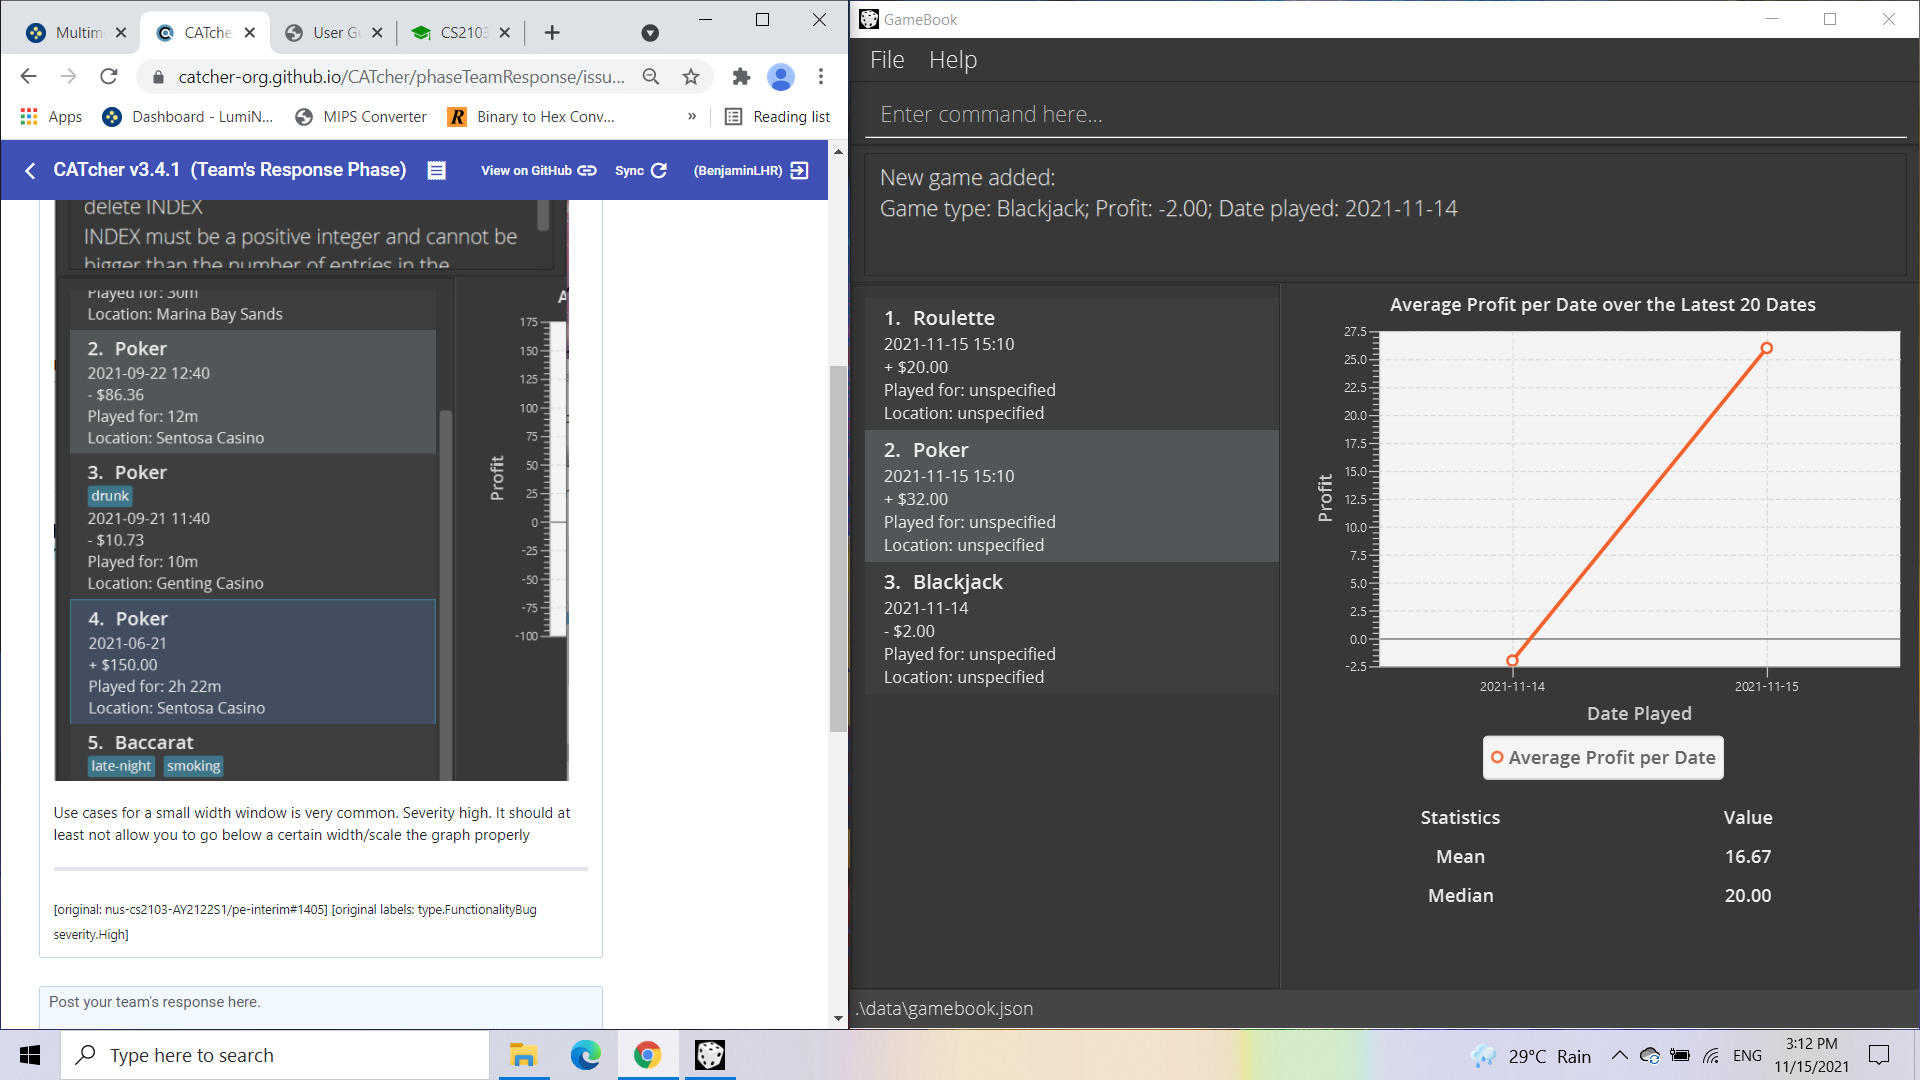 Multim
CATche
User G
CS2103
catcher-org.github.io/CATcher/phaseTeamResponse/issu...
Apps
Dashboard - LumiN...
MIPS Converter
Binary to Hex Conv...
»
Reading list
CATcher v3.4.1 (Team's Response Phase)
View on GitHub
Sync
(BenjaminLHR)
delete INDEX
INDEX must be a positive integer and cannot be
bigger than the number of entries in the
Played for: 30m
Location: Marina Bay Sands
2. Poker
2021-09-22 12:40
- $86.36
Played for: 12m
Location: Sentosa Casino
3. Poker
drunk
2021-09-21 11:40
- $10.73
Played for: 10m
Location: Genting Casino
4. Poker
2021-06-21
+ $150.00
Played for: 2h 22m
Location: Sentosa Casino
5. Baccarat
late-night smoking
A
175
150
125
100
75
50
25
0
-25
-50
-75
-100
Profit
Use cases for a small width window is very common. Severity high. It should at
least not allow you to go below a certain width/scale the graph properly
[original: nus-cs2103-AY2122S1/pe-interim#1405] [original labels: type.FunctionalityBug
severity.High]
Post your team's response here.
GameBook
File Help
Enter command here...
New game added:
Game type: Blackjack; Profit: -2.00; Date played: 2021-11-14
1. Roulette
2021-11-15 15:10
+ $20.00
Played for: unspecified
Location: unspecified
2. Poker
2021-11-15 15:10
+ $32.00
Played for: unspecified
Location: unspecified
3. Blackjack
2021-11-14
- $2.00
Played for: unspecified
Location: unspecified
Average Profit per Date over the Latest 20 Dates
27.5
25.0
22.5
20.0
17.5
15.0
12.5
10.0
7.5
5.0
2.5
0.0
-2.5
Profit
2021-11-14 2021-11-15
Date Played
Average Profit per Date
Statistics Value
Mean 16.67
Median 20.00
.\data\gamebook.json
Type here to search
29°C Rain
ENG
3:12 PM
11/15/2021